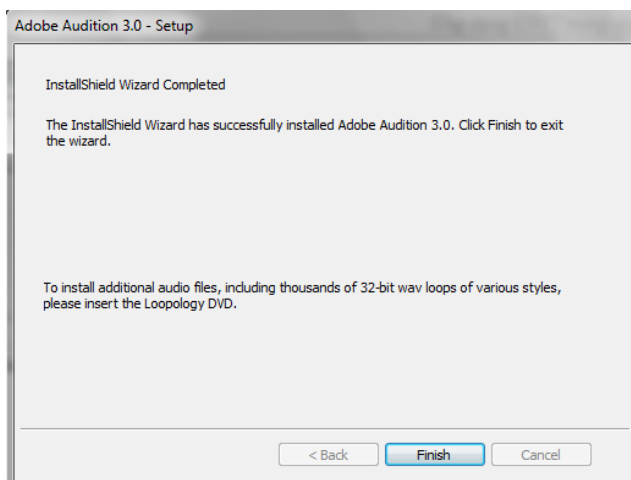 Adobe Audition 3.0 - Setup
InstallShield Wizard Completed
The InstallShield Wizard has successfully installed Adobe Audition 3.0. Click Finish to exit
the wizard.
To install additional audio files, including thousands of 32-bit wav loops of various styles,
please insert the Loopology DVD.
< Back
Finish
Cancel